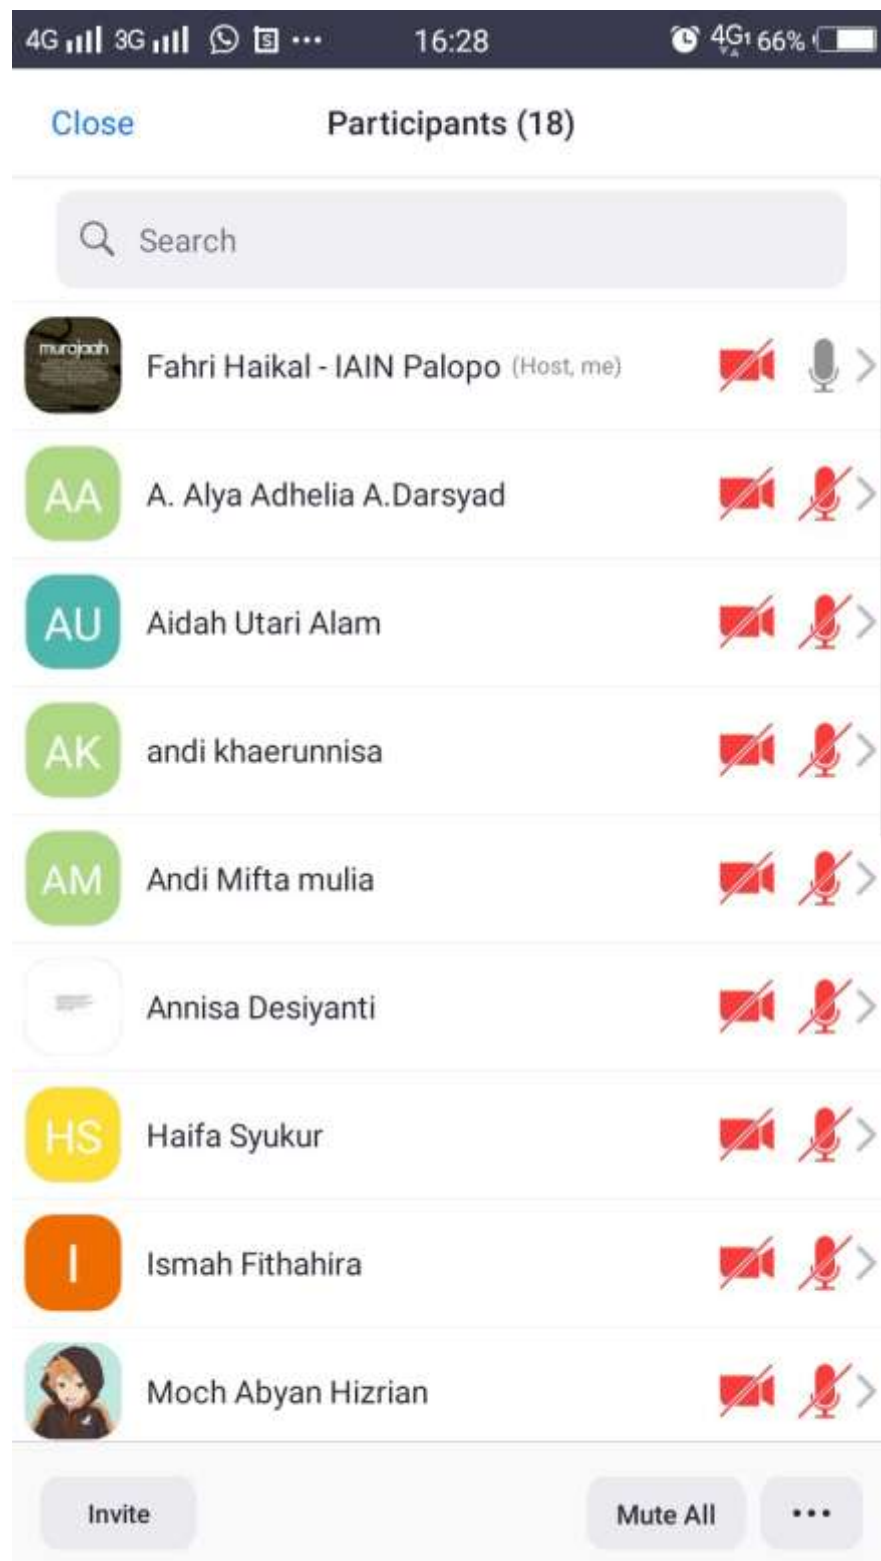 4G 3G 16:28 4G1 66%
Close Participants (18)
Search
murajaah
Fahri Haikal - IAIN Palopo (Host, me)
AA A. Alya Adhelia A.Darsyad
AU Aidah Utari Alam
AK andi khaerunnisa
AM Andi Mifta mulia
Annisa Desiyanti
HS Haifa Syukur
I Ismah Fithahira
Moch Abyan Hizrian
Invite Mute All